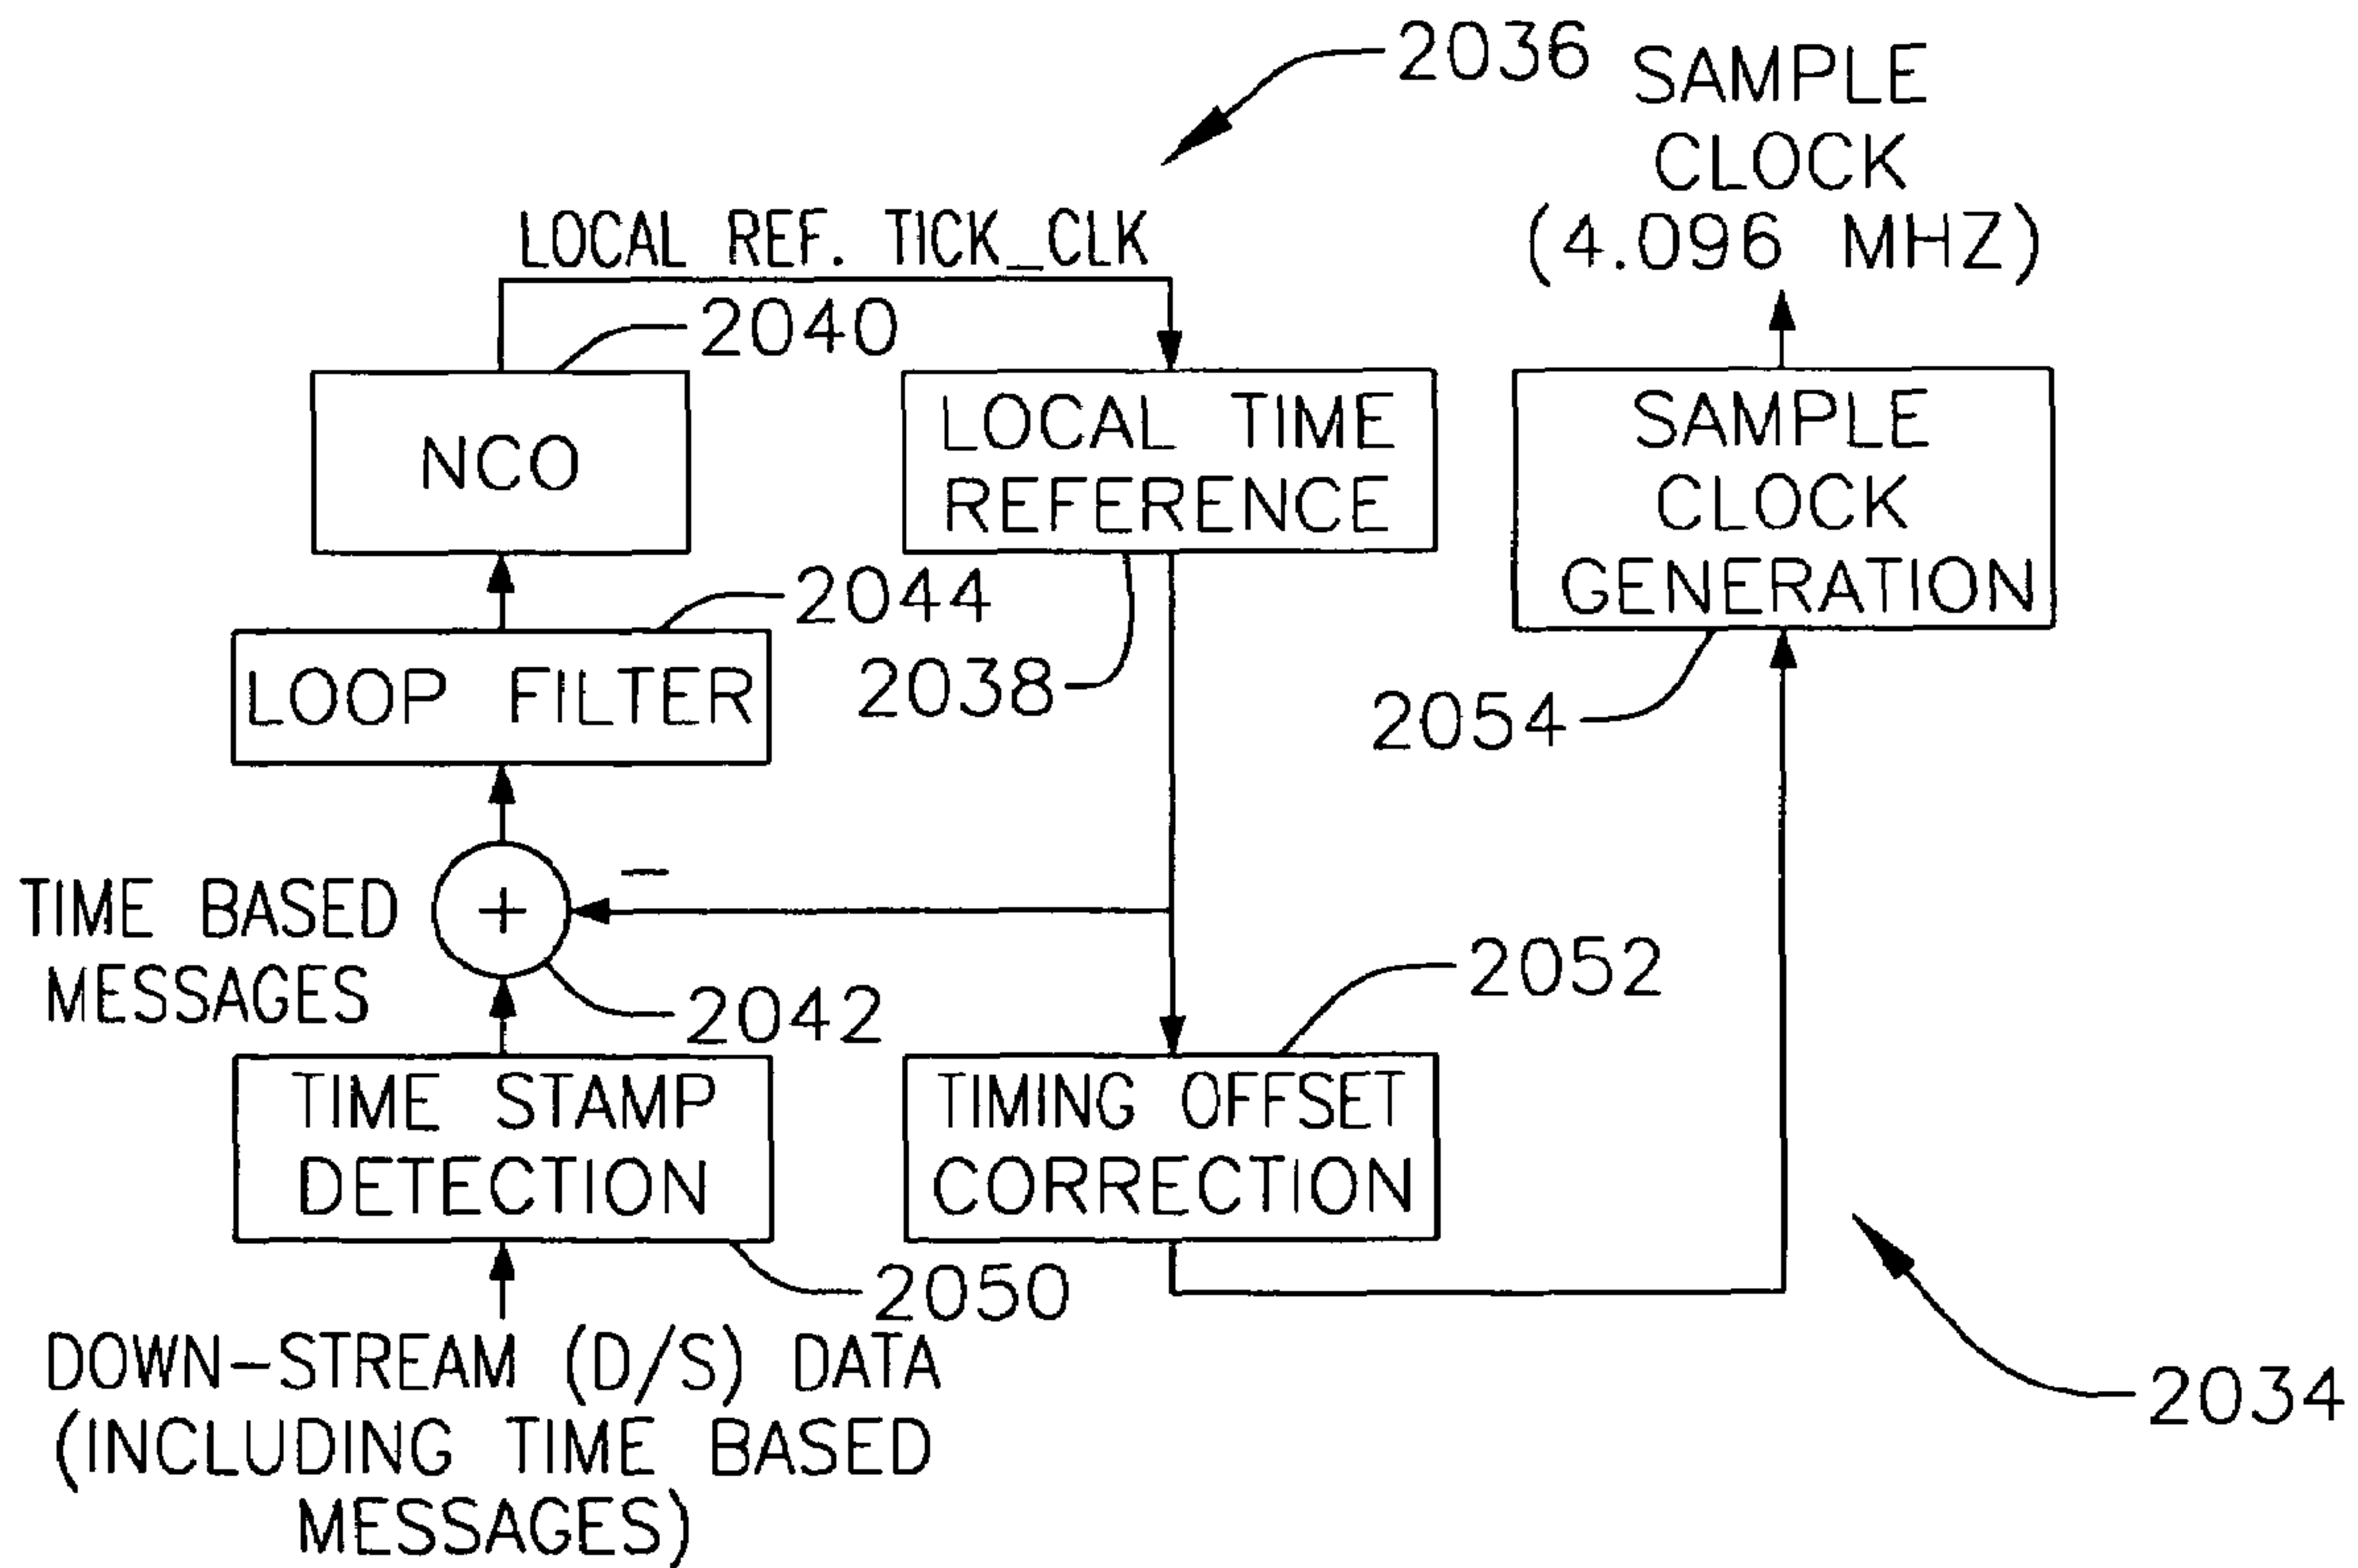 2036
SAMPLE
CLOCK
(4.096 MHZ)
LOCAL REF. TICK_CLK
2040
NCO
LOCAL TIME
REFERENCE
SAMPLE
CLOCK
GENERATION
2044
LOOP FILTER
2038
2054
TIME BASED
MESSAGES
+
−
2042
2052
TIME STAMP
DETECTION
TIMING OFFSET
CORRECTION
2050
DOWN-STREAM (D/S) DATA
(INCLUDING TIME BASED
MESSAGES)
2034